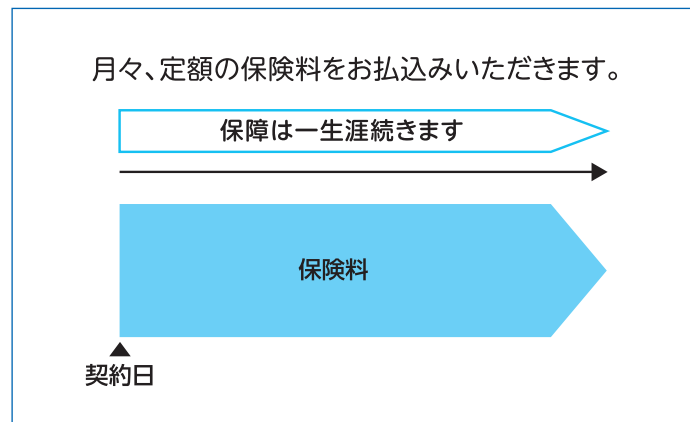 月々、定額の保険料をお払込みいただきます。
保障は一生涯続きます
保険料
契約日